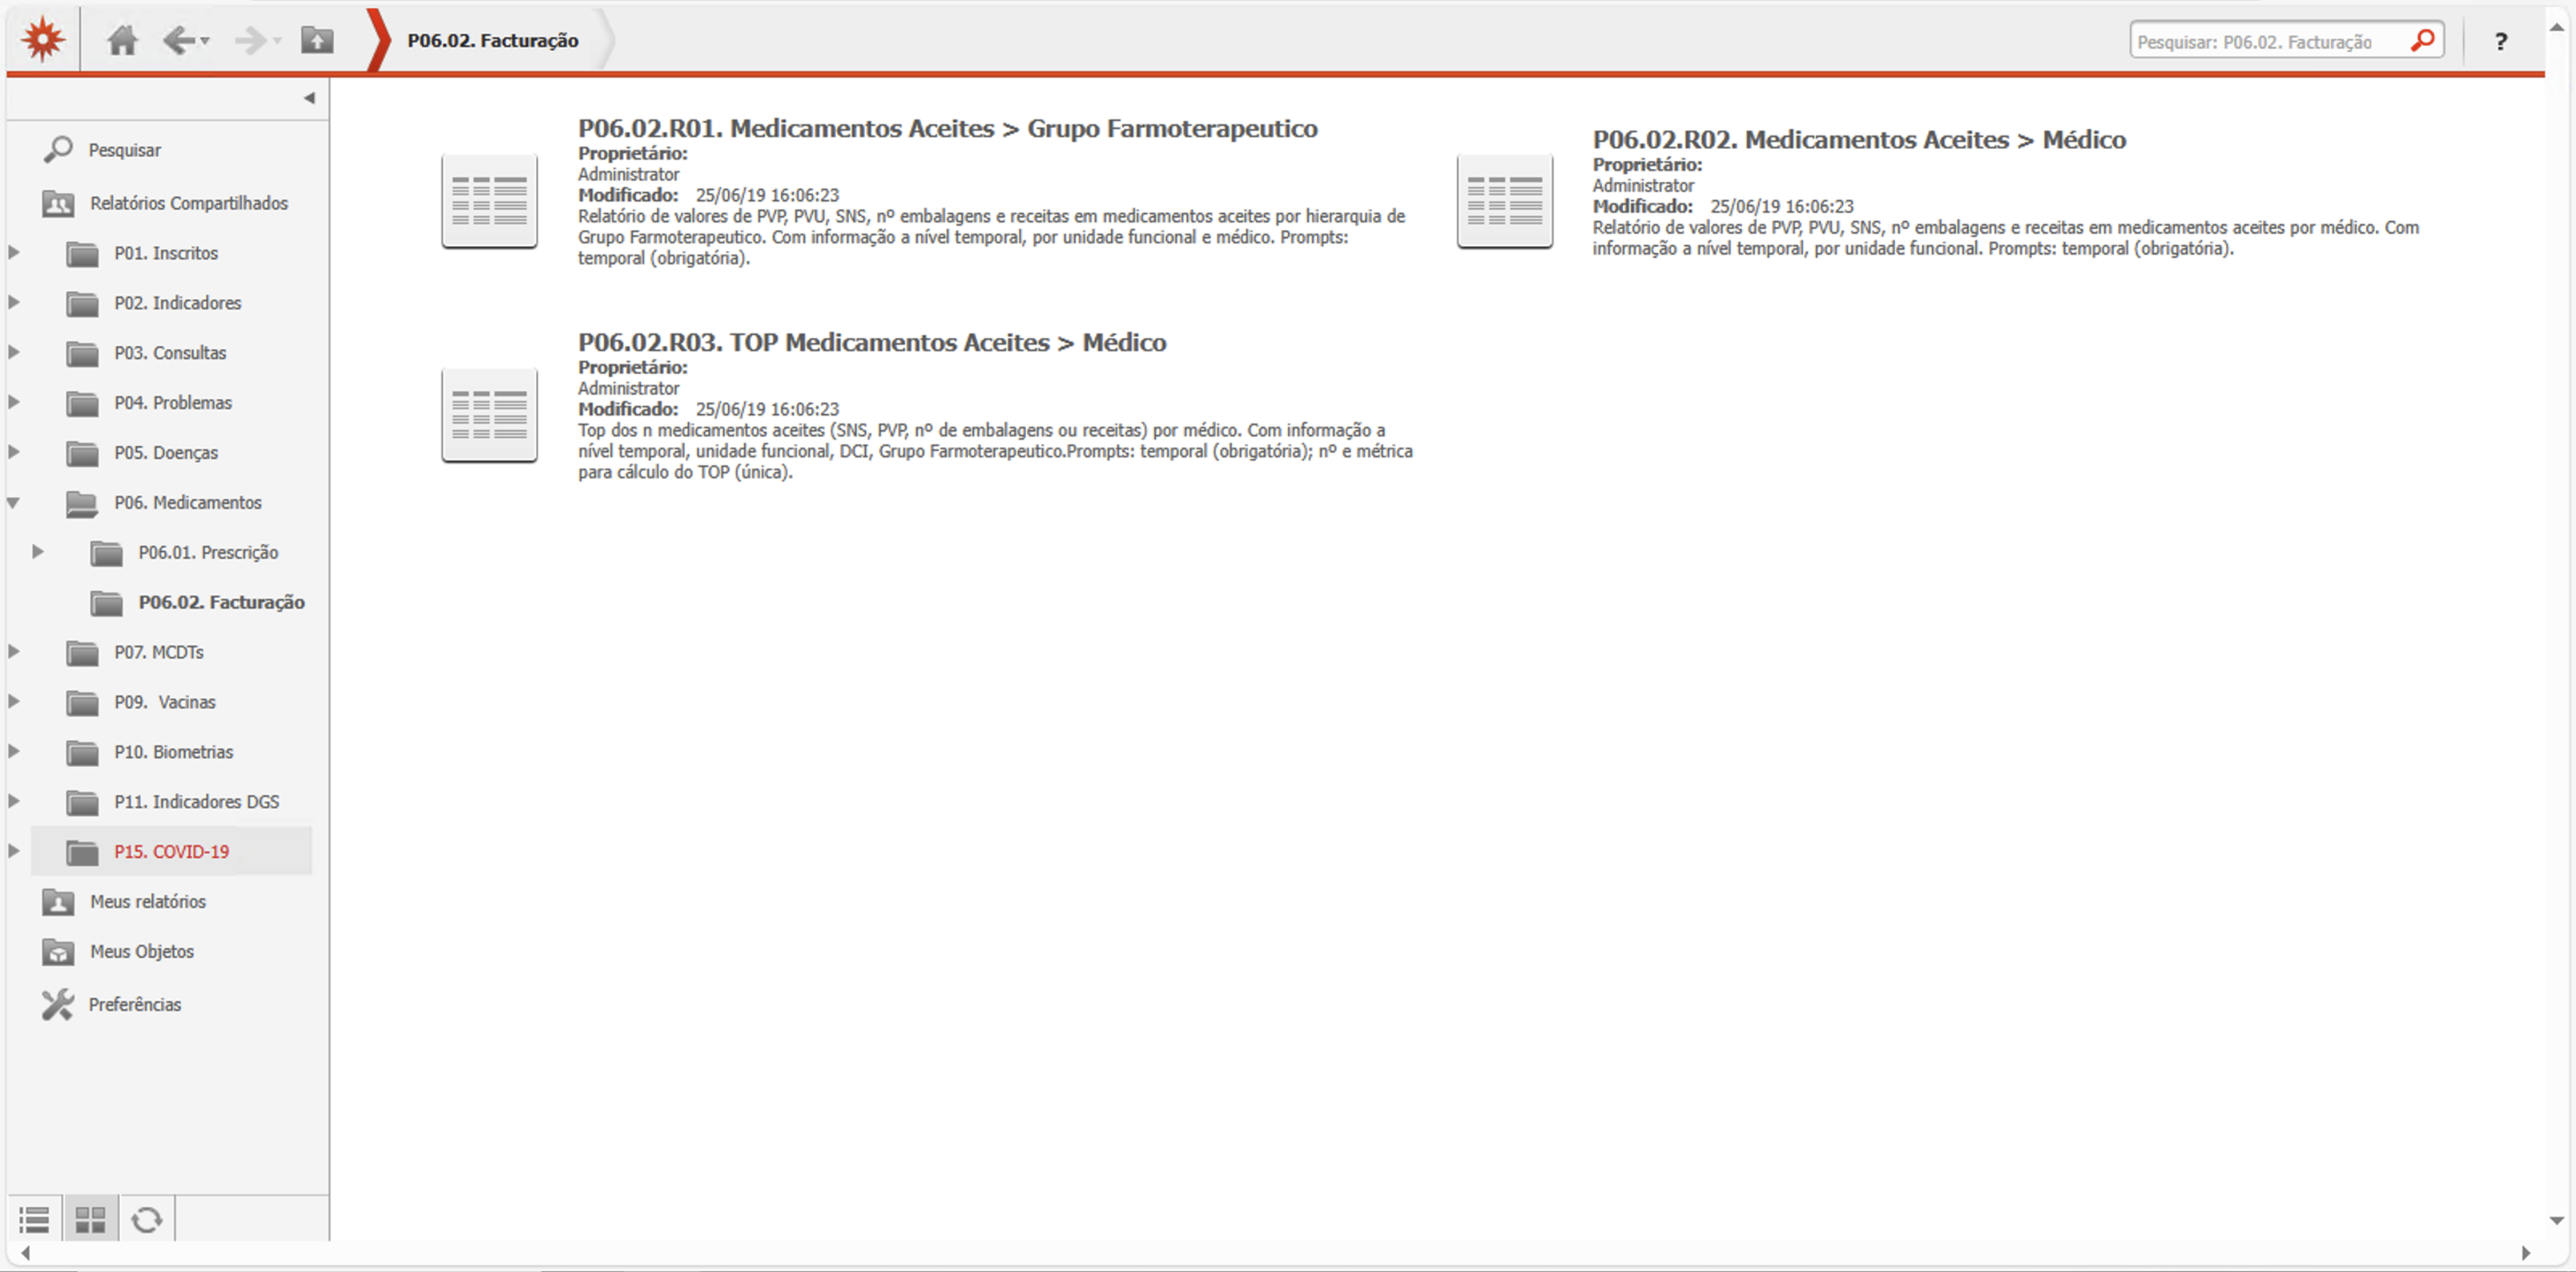 P06.02. Facturação
Pesquisar: P06.02. Facturação
?
Pesquisar
Relatórios Compartilhados
P01. Inscritos
P02. Indicadores
P03. Consultas
P04. Problemas
P05. Doenças
P06. Medicamentos
P06.01. Prescrição
P06.02. Facturação
P07. MCDTs
P09.  Vacinas
P10. Biometrias
P11. Indicadores DGS
P15. COVID-19
Meus relatórios
Meus Objetos
Preferências
P06.02.R01. Medicamentos Aceites > Grupo Farmoterapeutico
Proprietário:
Administrator
Modificado: 25/06/19 16:06:23
Relatório de valores de PVP, PVU, SNS, nº embalagens e receitas em medicamentos aceites por hierarquia de
Grupo Farmoterapeutico. Com informação a nível temporal, por unidade funcional e médico. Prompts:
temporal (obrigatória).
P06.02.R02. Medicamentos Aceites > Médico
Proprietário:
Administrator
Modificado: 25/06/19 16:06:23
Relatório de valores de PVP, PVU, SNS, nº embalagens e receitas em medicamentos aceites por médico. Com
informação a nível temporal, por unidade funcional. Prompts: temporal (obrigatória).
P06.02.R03. TOP Medicamentos Aceites > Médico
Proprietário:
Administrator
Modificado: 25/06/19 16:06:23
Top dos n medicamentos aceites (SNS, PVP, nº de embalagens ou receitas) por médico. Com informação a
nível temporal, unidade funcional, DCI, Grupo Farmoterapeutico.Prompts: temporal (obrigatória); nº e métrica
para cálculo do TOP (única).